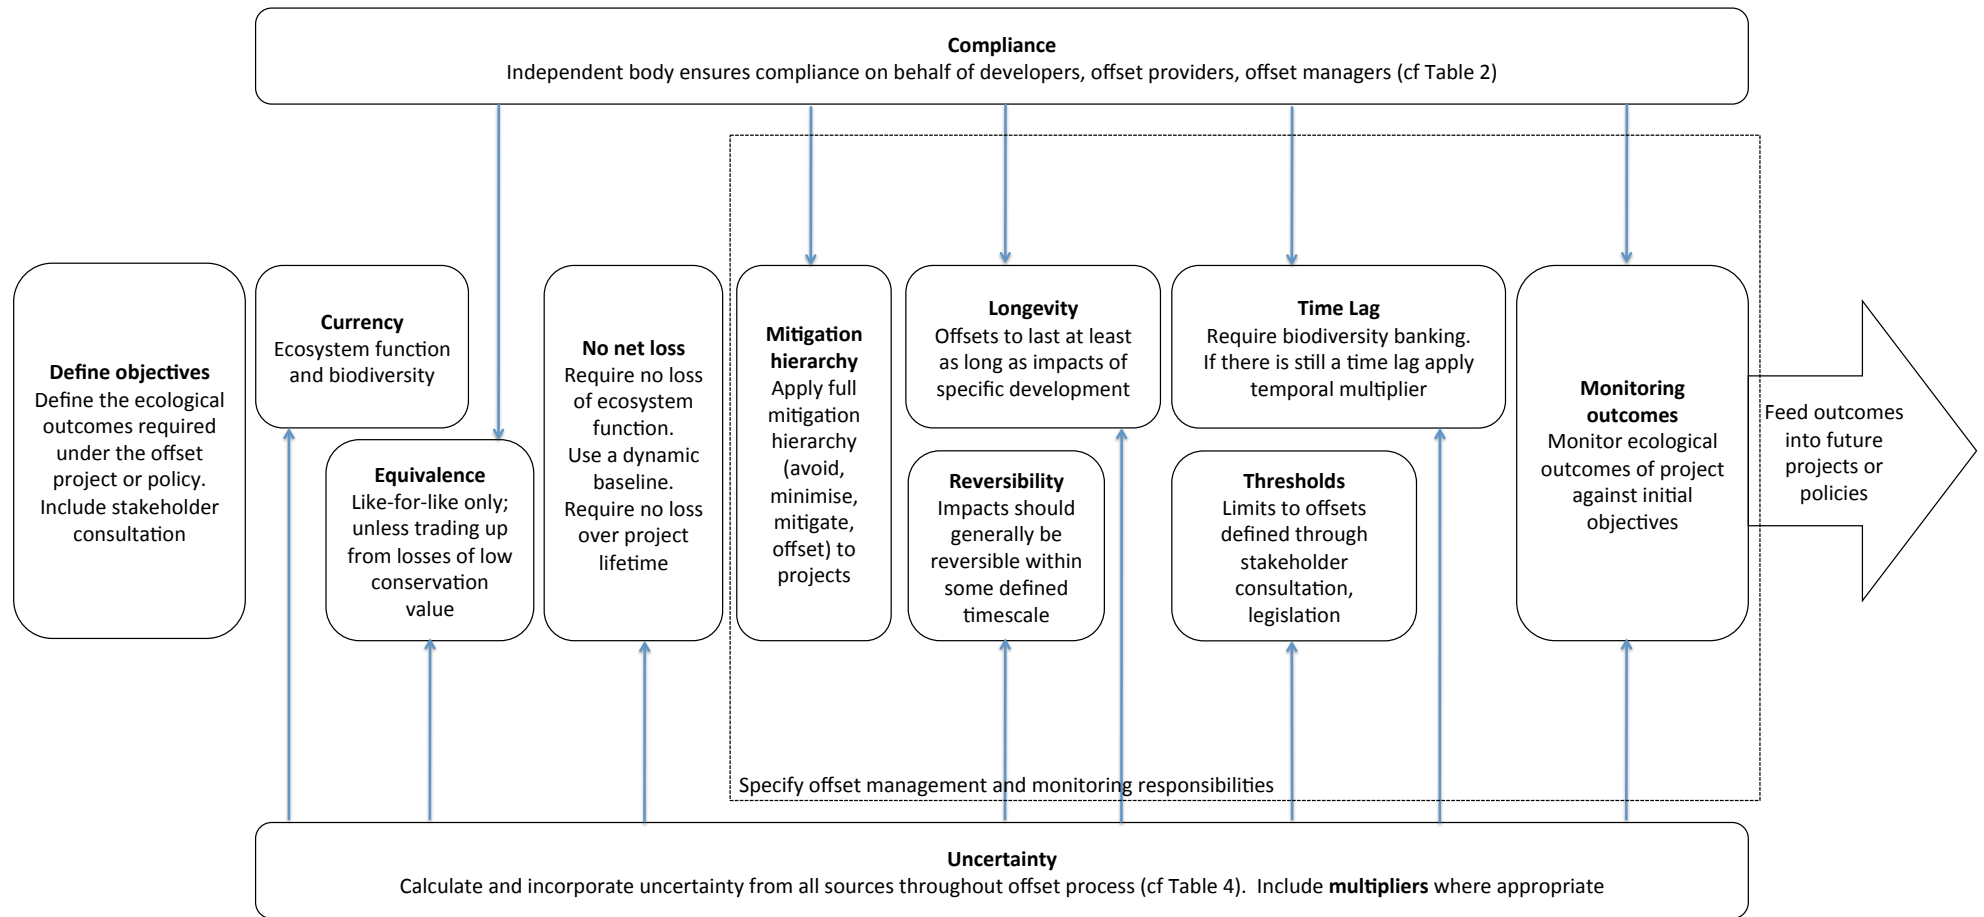 Compliance
Independent body ensures compliance on behalf of developers, offset providers, offset managers (cf Table 2)
Define objectives
Define the ecological
outcomes required
under the offset
project or policy.
Include stakeholder
consultation
Currency
Ecosystem function
and biodiversity
Equivalence
Like-for-like only;
unless trading up
from losses of low
conservation
value
No net loss
Require no loss
of ecosystem
function.
Use a dynamic
baseline.
Require no loss
over project
lifetime
Mitigation
hierarchy
Apply full
mitigation
hierarchy
(avoid,
minimise,
mitigate,
offset) to
projects
Longevity
Offsets to last at least
as long as impacts of
specific development
Reversibility
Impacts should
generally be
reversible within
some defined
timescale
Time Lag
Require biodiversity banking.
If there is still a time lag apply
temporal multiplier
Thresholds
Limits to offsets
defined through
stakeholder
consultation,
legislation
Monitoring
outcomes
Monitor ecological
outcomes of project
against initial
objectives
Feed outcomes
into future
projects or
policies
Specify offset management and monitoring responsibilities
Uncertainty
Calculate and incorporate uncertainty from all sources throughout offset process (cf Table 4).  Include multipliers where appropriate